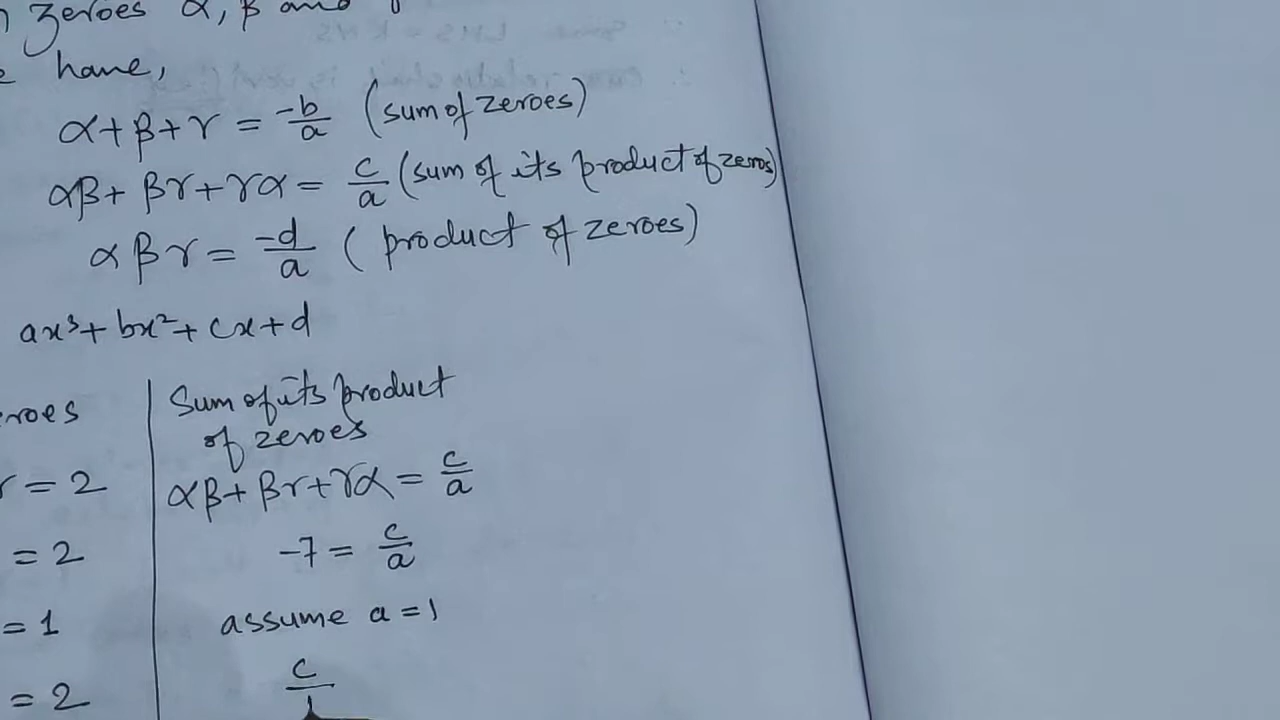 zeroes α, β and
have,
α+β+γ = -b/a (sum of zeroes)
αβ+ βγ+γα = c/a (sum of its product of zeros)
αβγ = -d/a ( product of zeroes)
ax³+ bx²+ cx+d
Sum of its product
of zeroes
αβ+ βγ+γα = c/a
= 2
-7 = c/a
= 2
assume a = 1
= 1
c/1
= 2